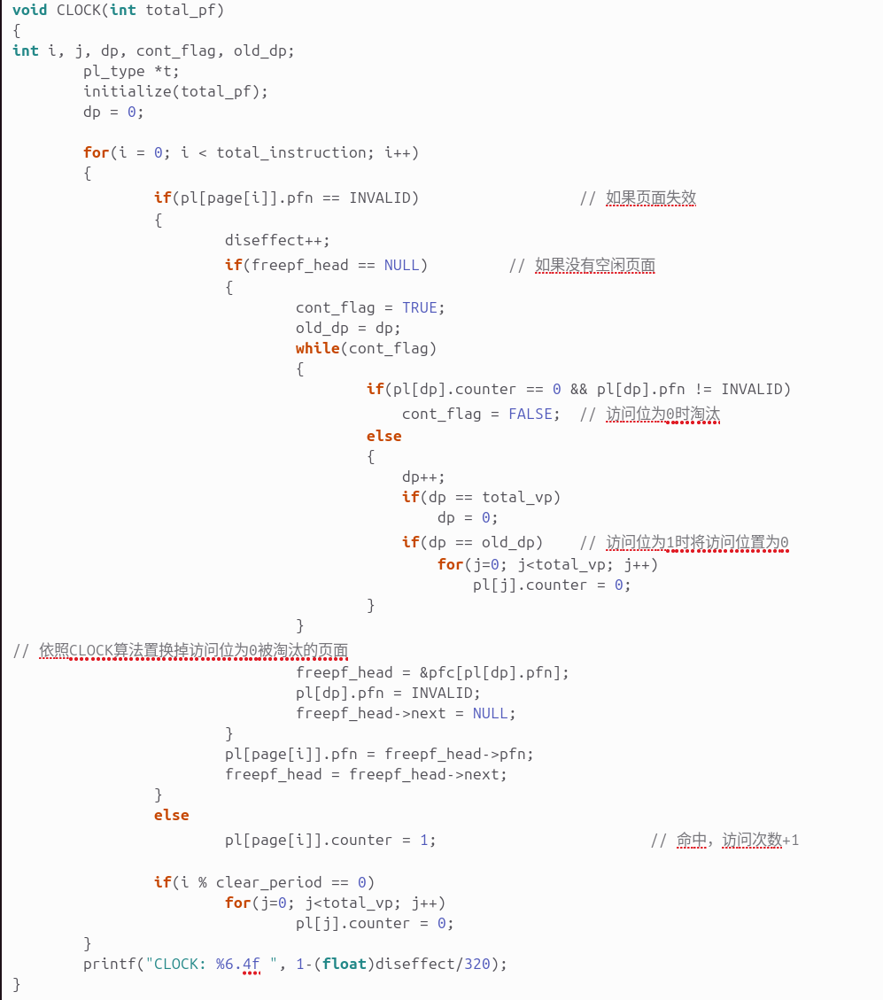 void CLOCK(int total_pf)
{
int i, j, dp, cont_flag, old_dp;
        pl_type *t;
        initialize(total_pf);
        dp = 0;

        for(i = 0; i < total_instruction; i++)
        {
                if(pl[page[i]].pfn == INVALID)                  // 如果页面失效
                {
                        diseffect++;
                        if(freepf_head == NULL)         // 如果没有空闲页面
                        {
                                cont_flag = TRUE;
                                old_dp = dp;
                                while(cont_flag)
                                {
                                        if(pl[dp].counter == 0 && pl[dp].pfn != INVALID)
                                            cont_flag = FALSE;  // 访问位为0时淘汰
                                        else
                                        {
                                            dp++;
                                            if(dp == total_vp)
                                                dp = 0;
                                            if(dp == old_dp)    // 访问位为1时将访问位置为0
                                                for(j=0; j<total_vp; j++)
                                                    pl[j].counter = 0;
                                        }
                                }
// 依照CLOCK算法置换掉访问位为0被淘汰的页面
                                freepf_head = &pfc[pl[dp].pfn];
                                pl[dp].pfn = INVALID;
                                freepf_head->next = NULL;
                        }
                        pl[page[i]].pfn = freepf_head->pfn;
                        freepf_head = freepf_head->next;
                }
                else
                        pl[page[i]].counter = 1;                        // 命中，访问次数+1

                if(i % clear_period == 0)
                        for(j=0; j<total_vp; j++)
                                pl[j].counter = 0;
        }
        printf("CLOCK: %6.4f ", 1-(float)diseffect/320);
}